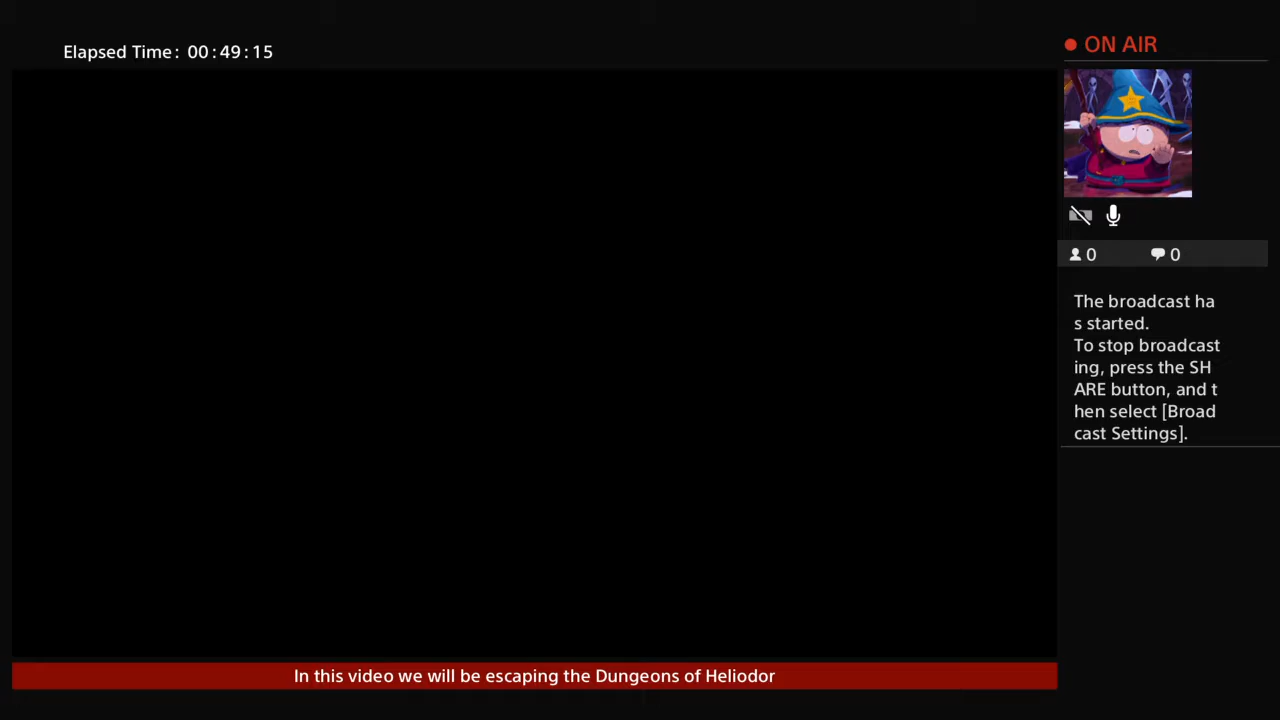 Elapsed Time: 00:49:15
ON AIR
0 0
The broadcast ha
s started.
To stop broadcast
ing, press the SH
ARE button, and t
hen select [Broad
cast Settings].
In this video we will be escaping the Dungeons of Heliodor